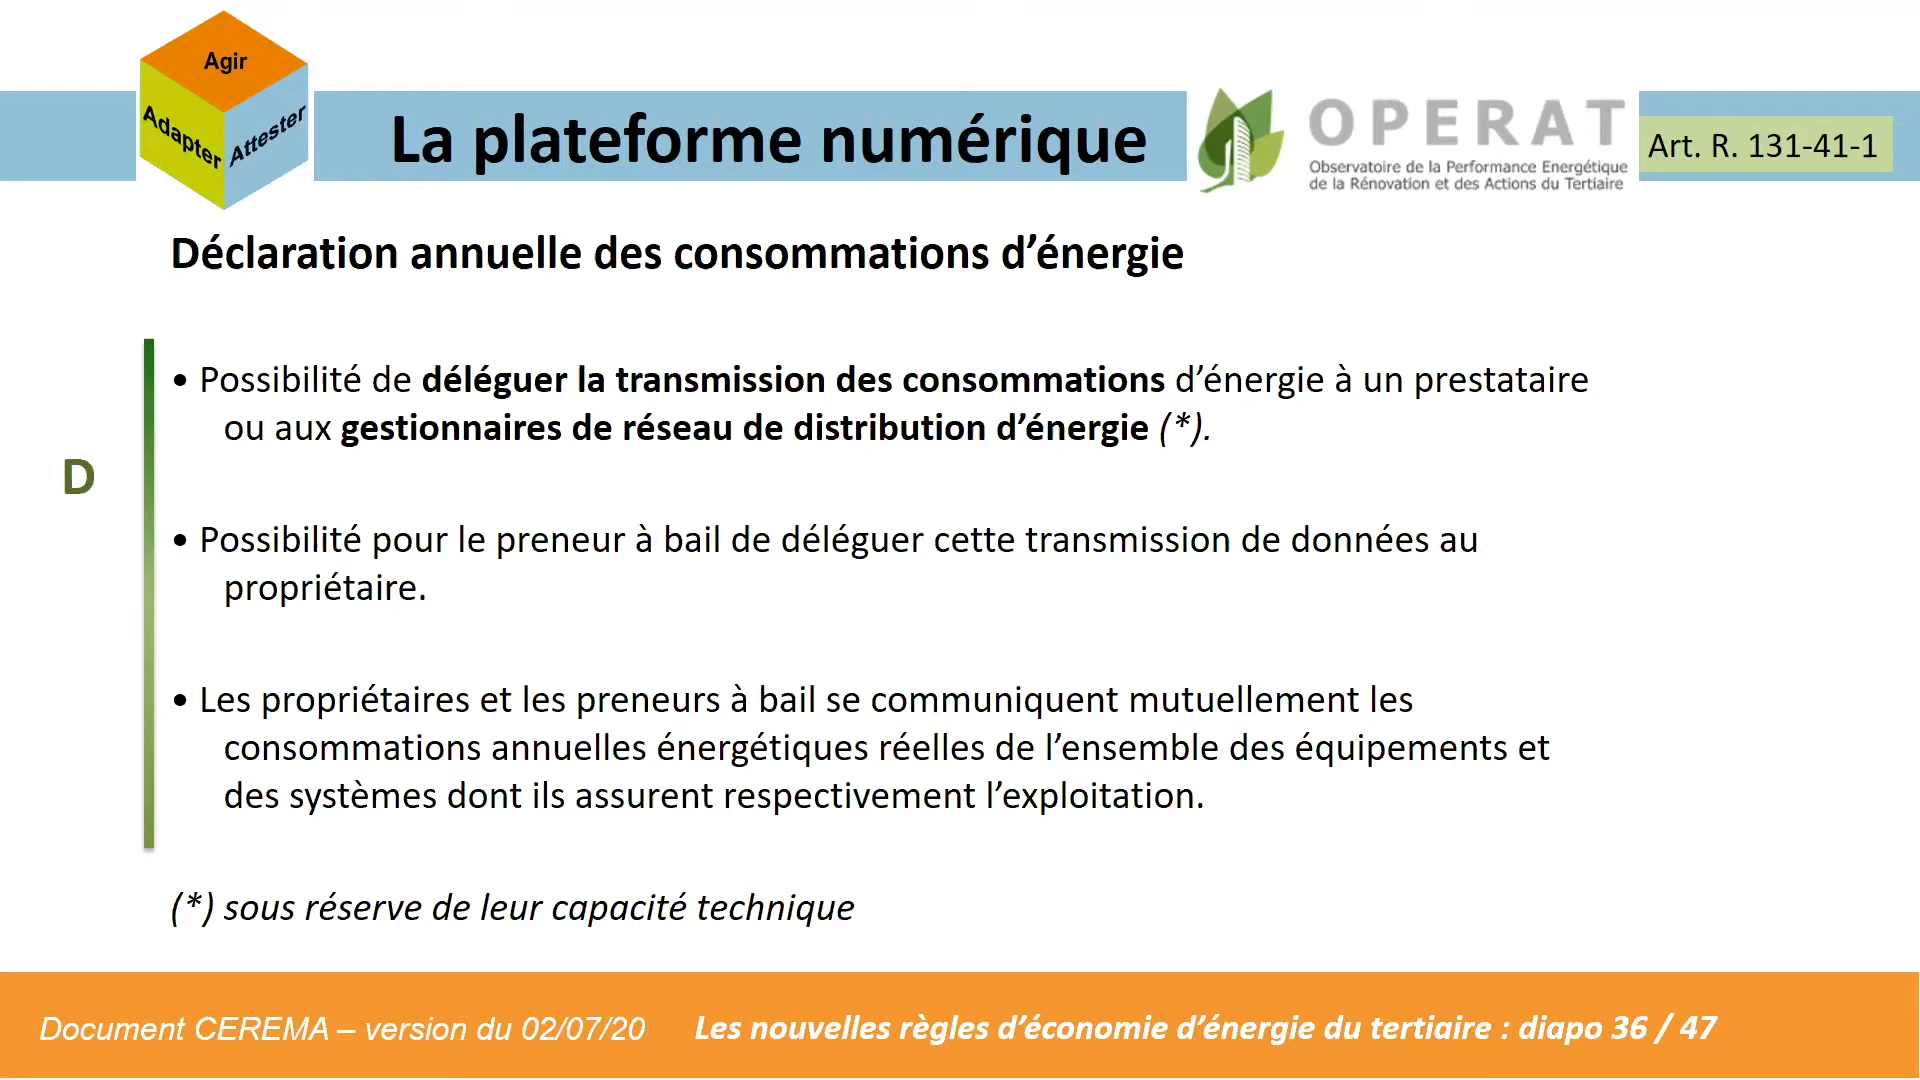 Agir
Adapter
Attester
La plateforme numérique
OPERAT
Observatoire de la Performance Energétique
de la Rénovation et des Actions du Tertiaire
Art. R. 131-41-1
Déclaration annuelle des consommations d’énergie
• Possibilité de déléguer la transmission des consommations d’énergie à un prestataire
ou aux gestionnaires de réseau de distribution d’énergie (*).
D
• Possibilité pour le preneur à bail de déléguer cette transmission de données au
propriétaire.
• Les propriétaires et les preneurs à bail se communiquent mutuellement les
consommations annuelles énergétiques réelles de l’ensemble des équipements et
des systèmes dont ils assurent respectivement l’exploitation.
(*) sous réserve de leur capacité technique
Document CEREMA – version du 02/07/20
Les nouvelles règles d’économie d’énergie du tertiaire : diapo 36 / 47